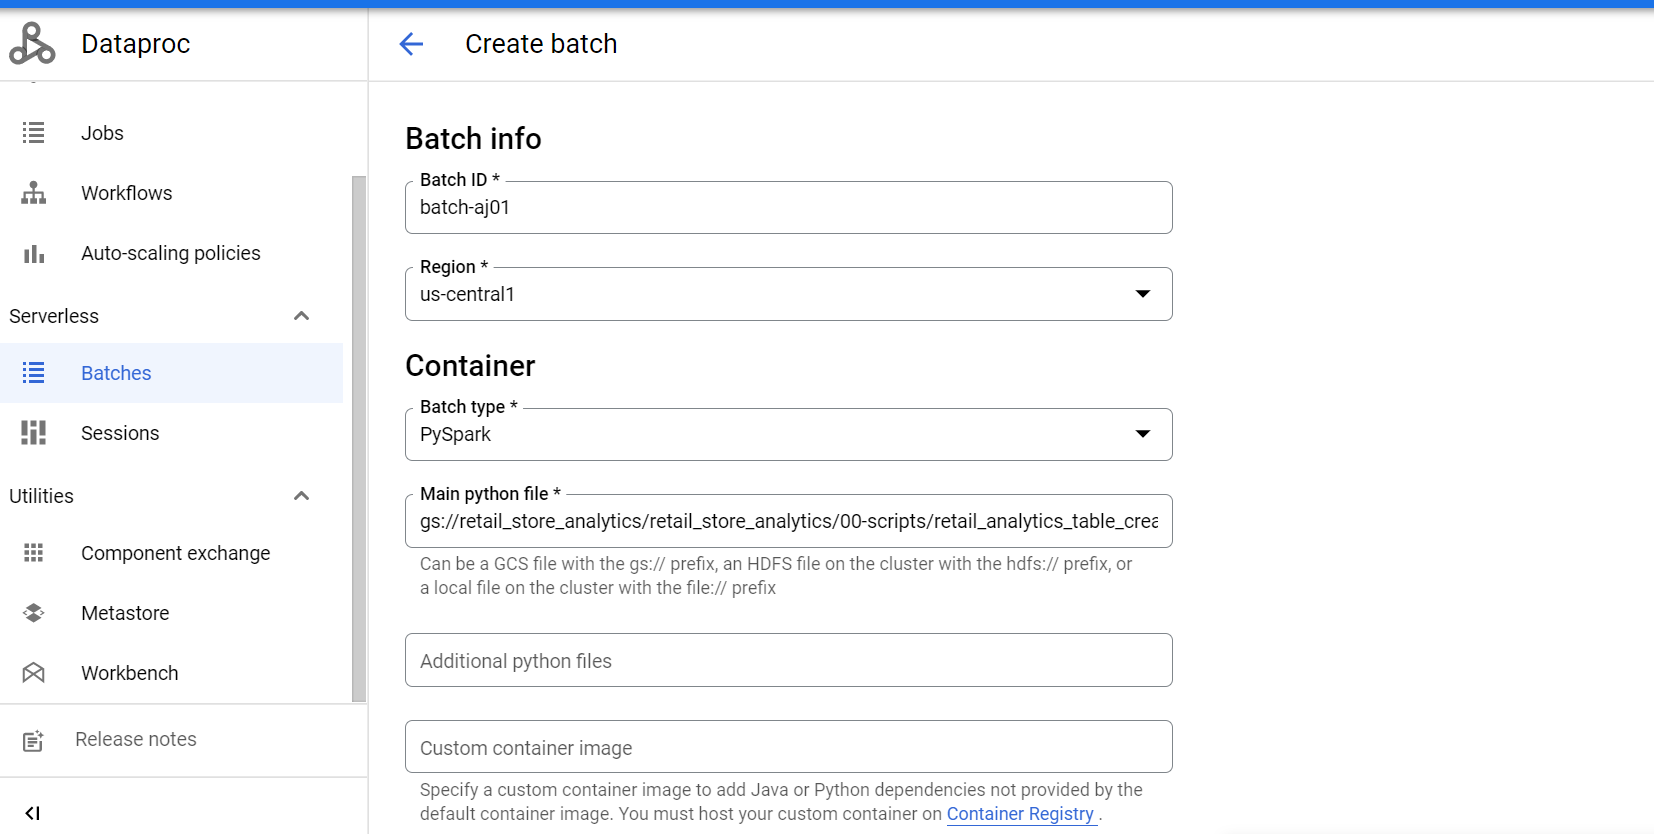 Dataproc
Create batch
Jobs
Workflows
Auto-scaling policies
Serverless
Batches
Sessions
Utilities
Component exchange
Metastore
Workbench
Release notes
Batch info
Batch ID *
batch-aj01
Region *
us-central1
Container
Batch type *
PySpark
Main python file *
gs://retail_store_analytics/retail_store_analytics/00-scripts/retail_analytics_table_crea
Can be a GCS file with the gs:// prefix, an HDFS file on the cluster with the hdfs:// prefix, or
a local file on the cluster with the file:// prefix
Additional python files
Custom container image
Specify a custom container image to add Java or Python dependencies not provided by the
default container image. You must host your custom container on Container Registry .